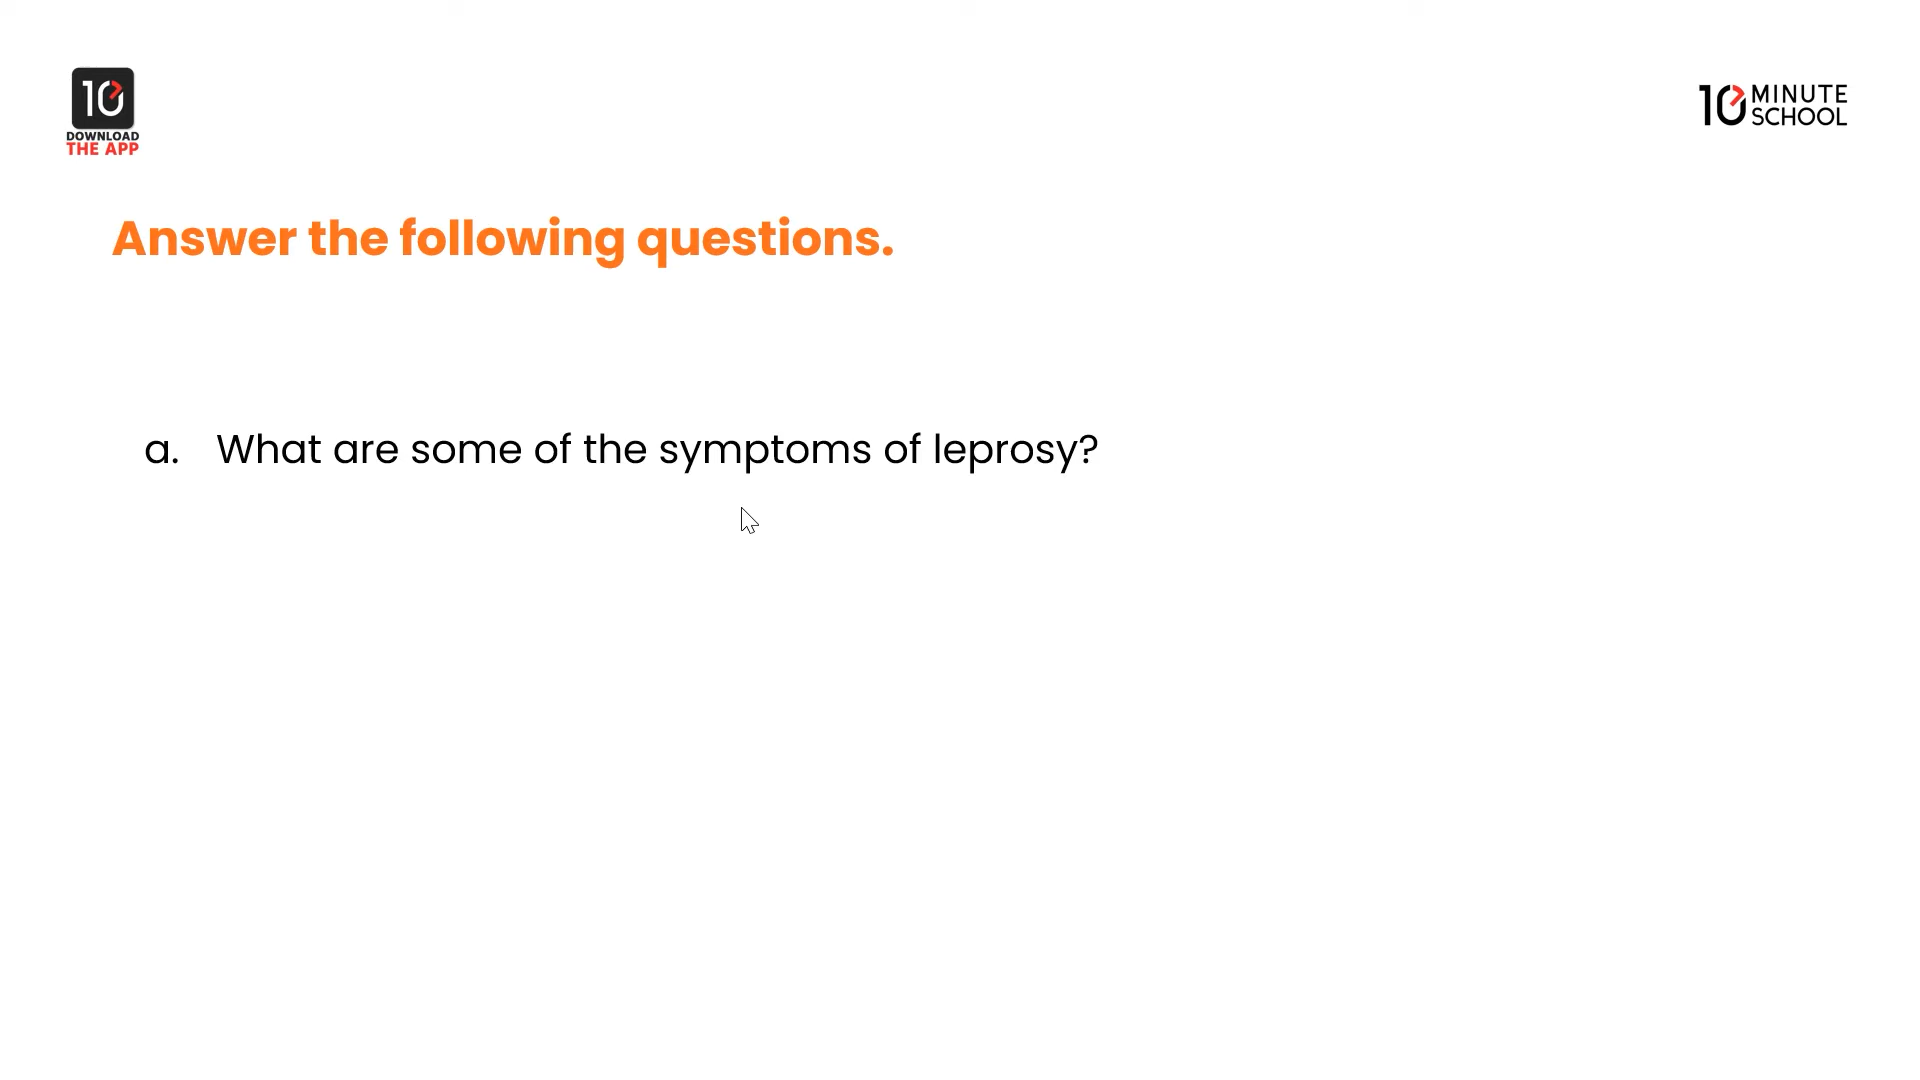 10
DOWNLOAD
THE APP
10 MINUTE
SCHOOL
Answer the following questions.
a. What are some of the symptoms of leprosy?